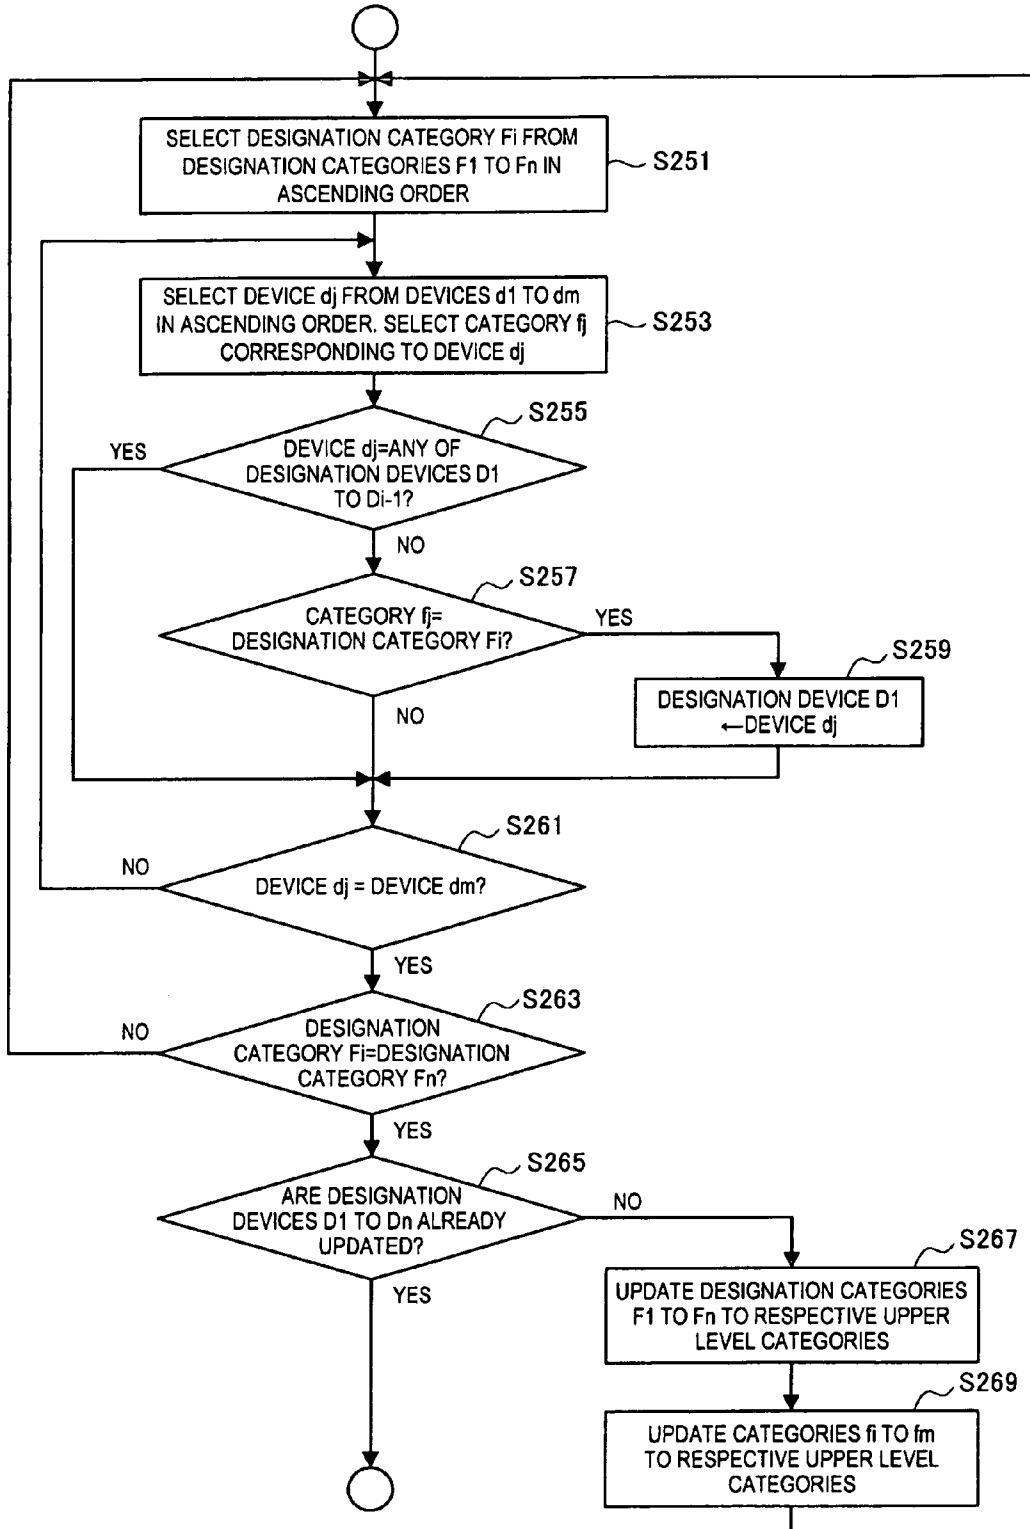 SELECT DESIGNATION CATEGORY Fi FROM
DESIGNATION CATEGORIES F1 TO Fn IN
ASCENDING ORDER
S251
SELECT DEVICE dj FROM DEVICES d1 TO dm
IN ASCENDING ORDER. SELECT CATEGORY fj
CORRESPONDING TO DEVICE dj
S253
S255
YES
DEVICE dj=ANY OF
DESIGNATION DEVICES D1
TO Di-1?
NO
S257
CATEGORY fj=
DESIGNATION CATEGORY Fi?
YES
S259
DESIGNATION DEVICE D1
←DEVICE dj
NO
S261
NO
DEVICE dj = DEVICE dm?
YES
S263
NO
DESIGNATION
CATEGORY Fi=DESIGNATION
CATEGORY Fn?
YES
S265
ARE DESIGNATION
DEVICES D1 TO Dn ALREADY
UPDATED?
NO
YES
S267
UPDATE DESIGNATION CATEGORIES
F1 TO Fn TO RESPECTIVE UPPER
LEVEL CATEGORIES
S269
UPDATE CATEGORIES fi TO fm
TO RESPECTIVE UPPER LEVEL
CATEGORIES